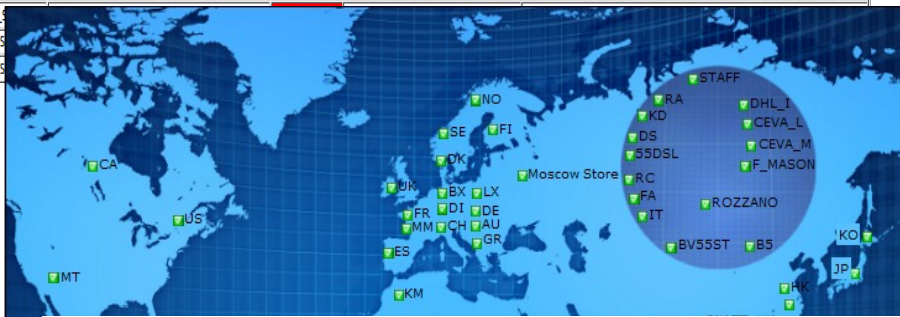 STAFF
NO
RA
DHL_I
KD
CEVA_L
SE
FI
DS
CEVA_M
55DSL
DK
F_MASON
CA
Moscow Store
RC
UK
BX
LX
FA
ROZZANO
DI
DE
FR
IT
US
MM
CH
AU
KO
GR
BV55ST
B5
ES
JP
MT
HK
KM